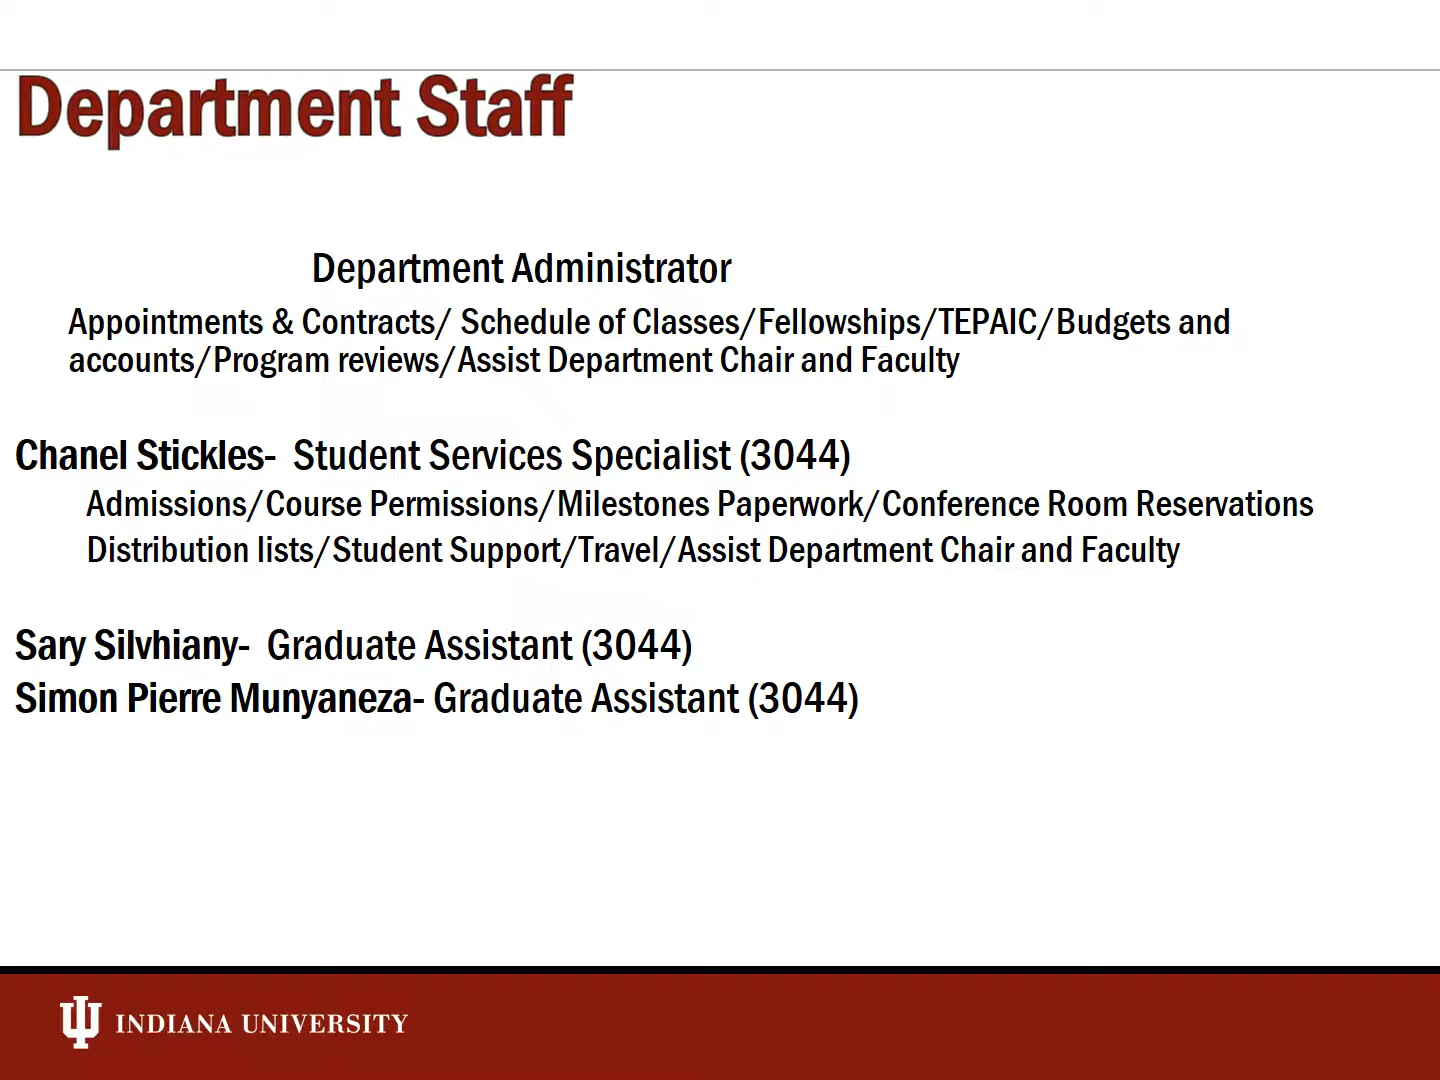 Department Staff
Department Administrator
Appointments & Contracts/ Schedule of Classes/Fellowships/TEPAIC/Budgets and
accounts/Program reviews/Assist Department Chair and Faculty
Chanel Stickles-  Student Services Specialist (3044)
Admissions/Course Permissions/Milestones Paperwork/Conference Room Reservations
Distribution lists/Student Support/Travel/Assist Department Chair and Faculty
Sary Silvhiany-  Graduate Assistant (3044)
Simon Pierre Munyaneza- Graduate Assistant (3044)
INDIANA UNIVERSITY